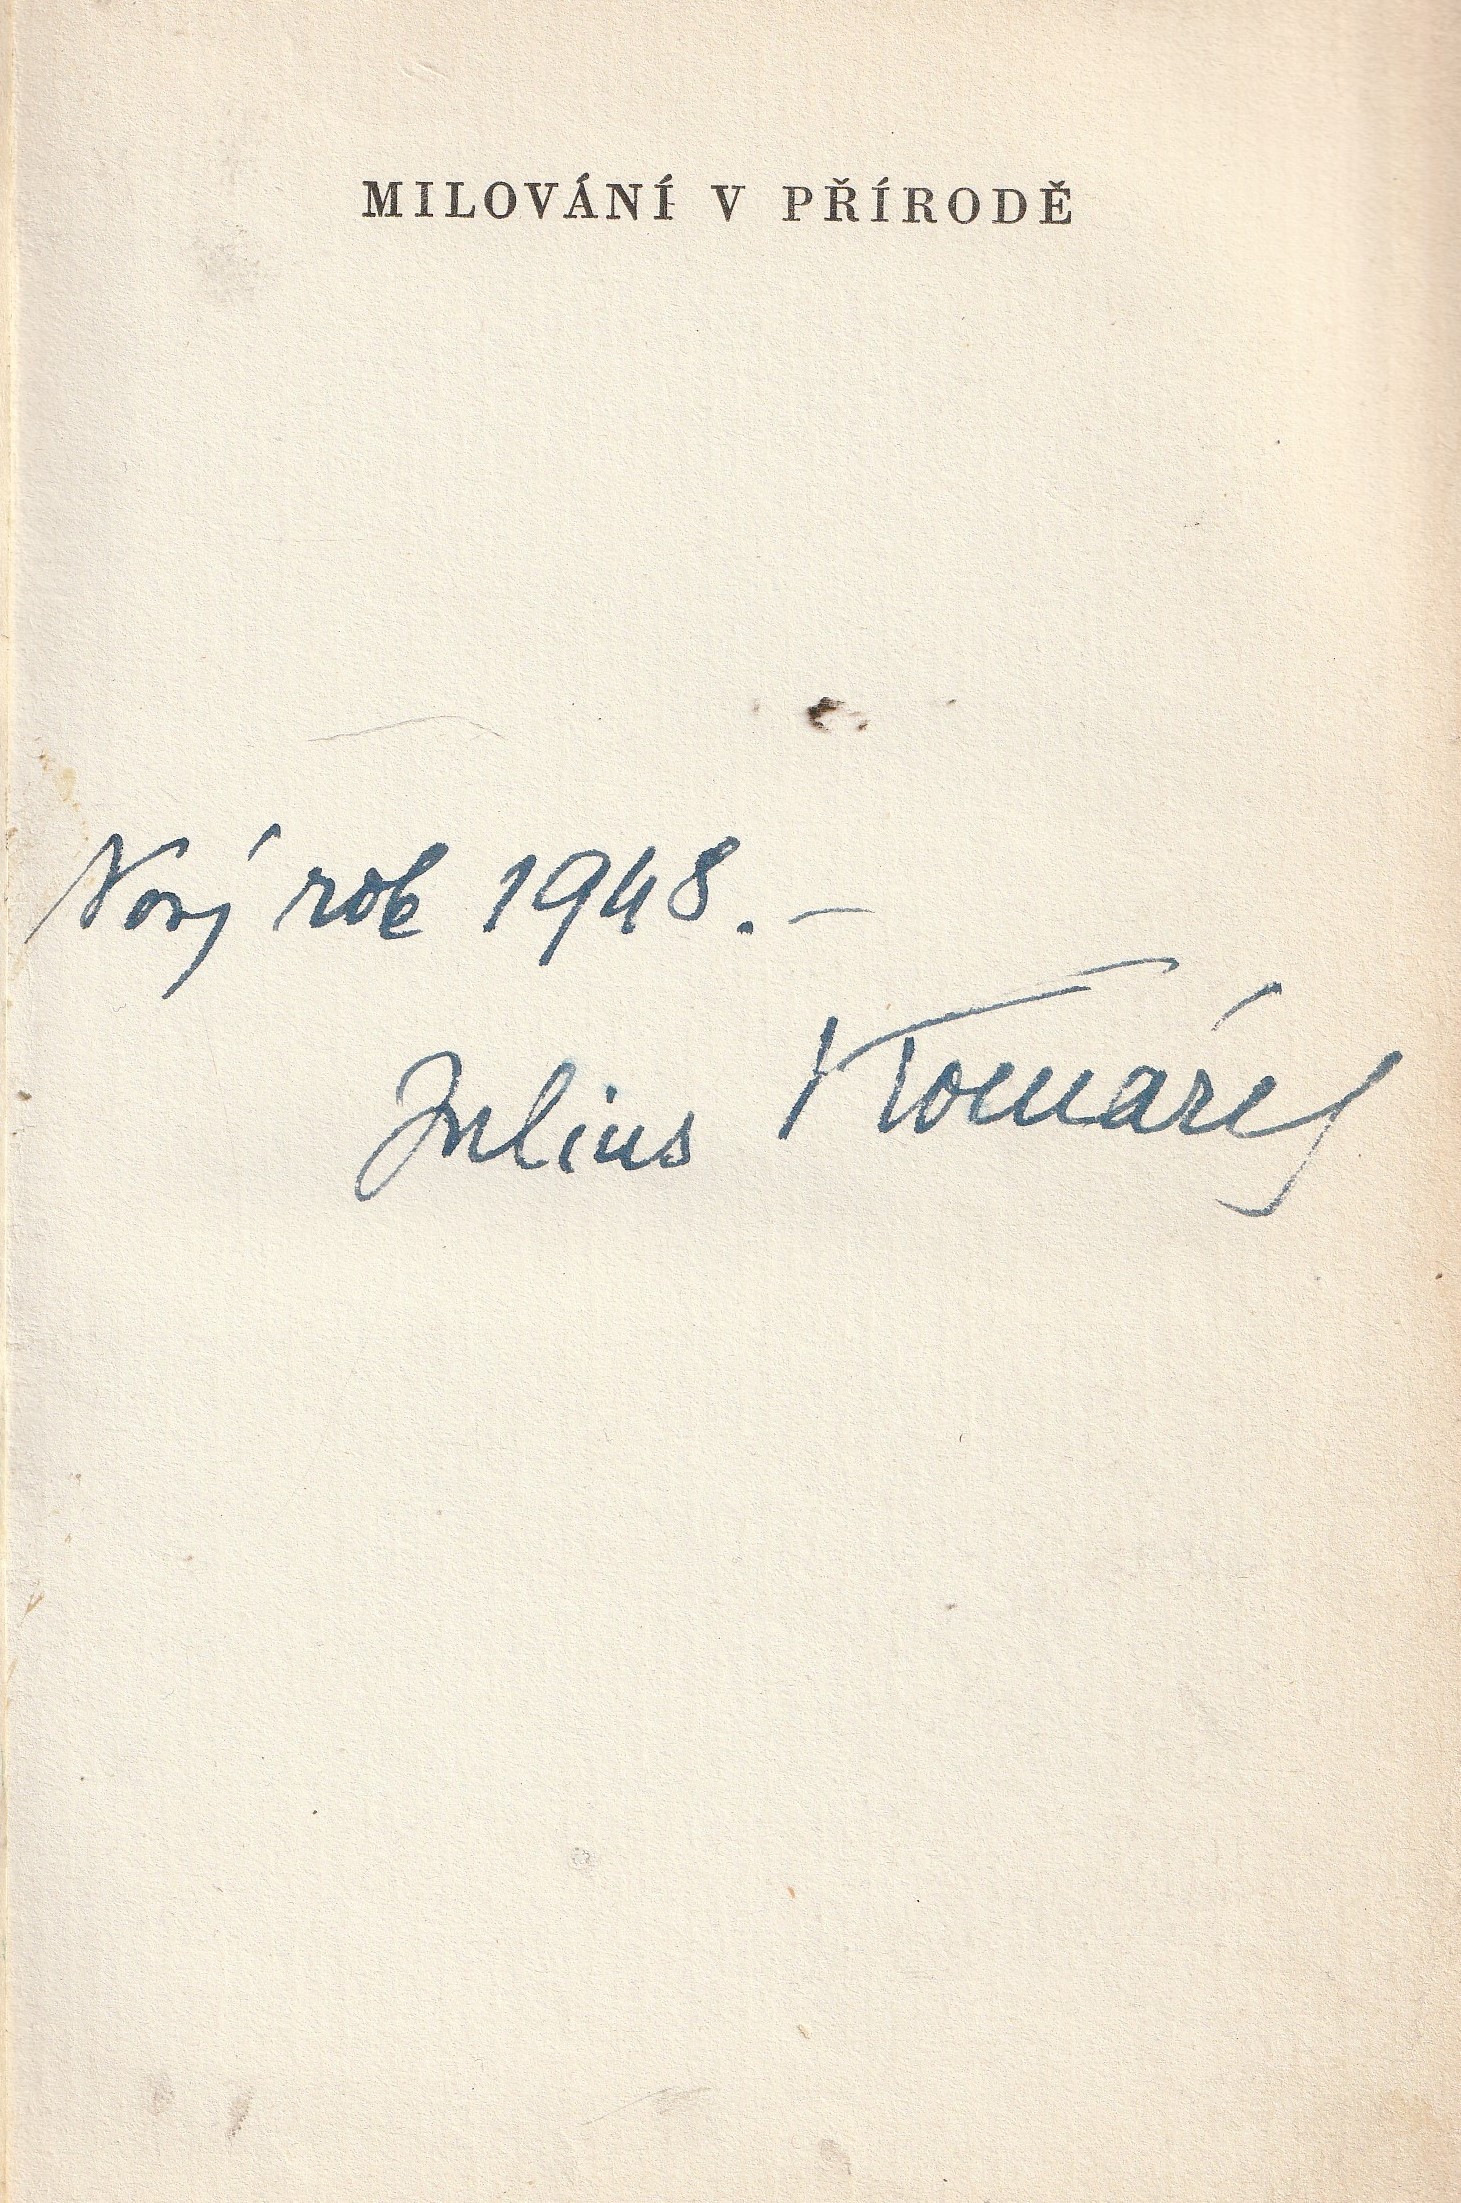 MILOVÁNÍ V PŘÍRODĚ
Nový rok 1948.–
Julius Komárek